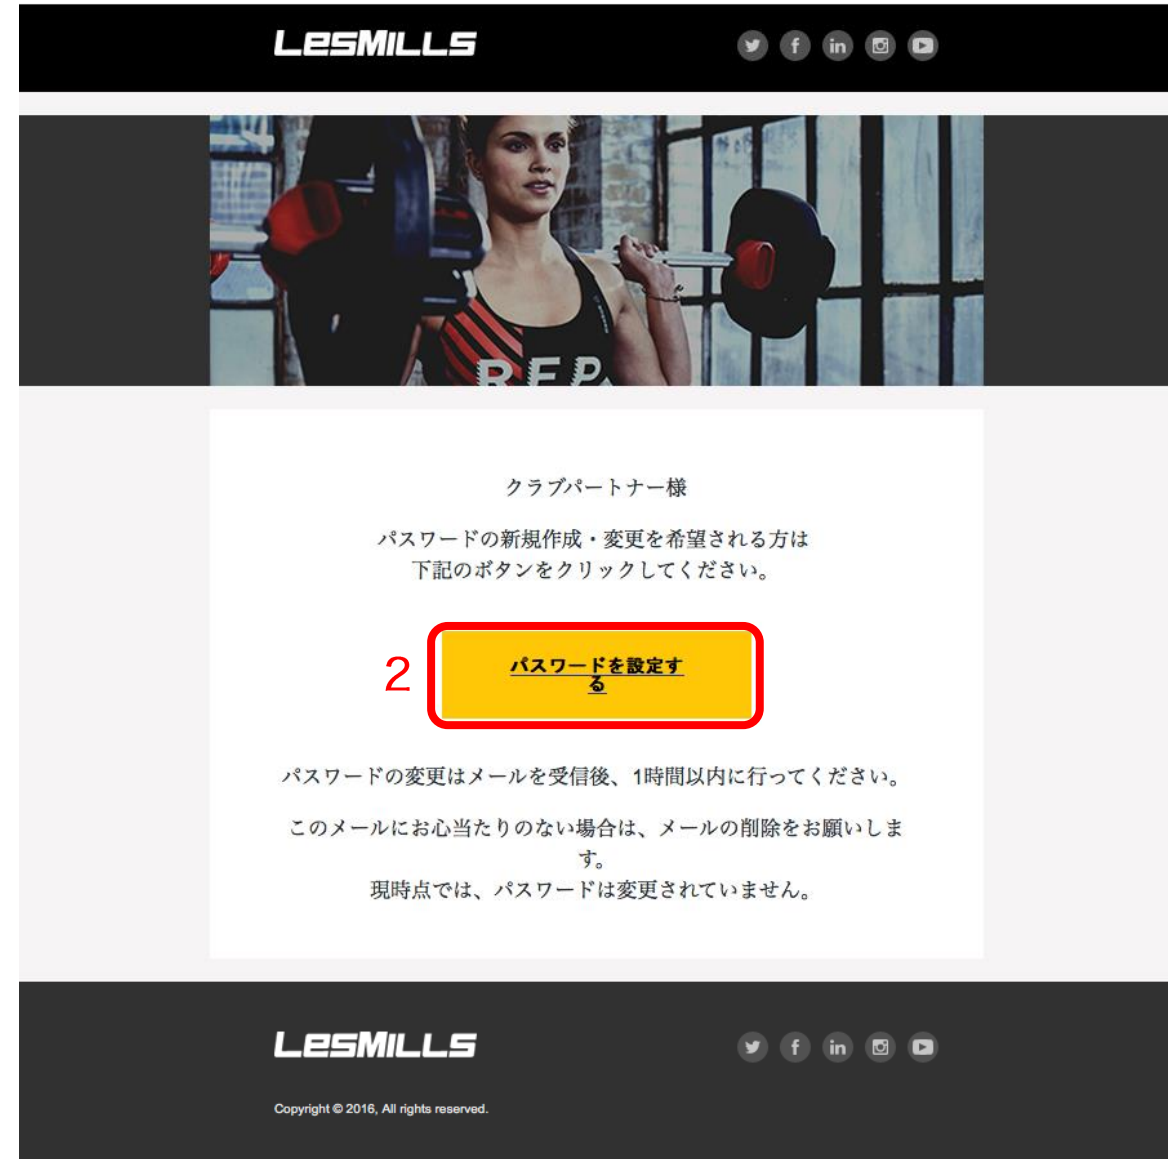 LesMILLS
REP
クラブパートナー様
パスワードの新規作成・変更を希望される方は
下記のボタンをクリックしてください。
2
パスワードを設定す
る
パスワードの変更はメールを受信後、1時間以内に行ってください。
このメールにお心当たりのない場合は、メールの削除をお願いしま
す。
現時点では、パスワードは変更されていません。
LesMILLS
Copyright © 2016, All rights reserved.